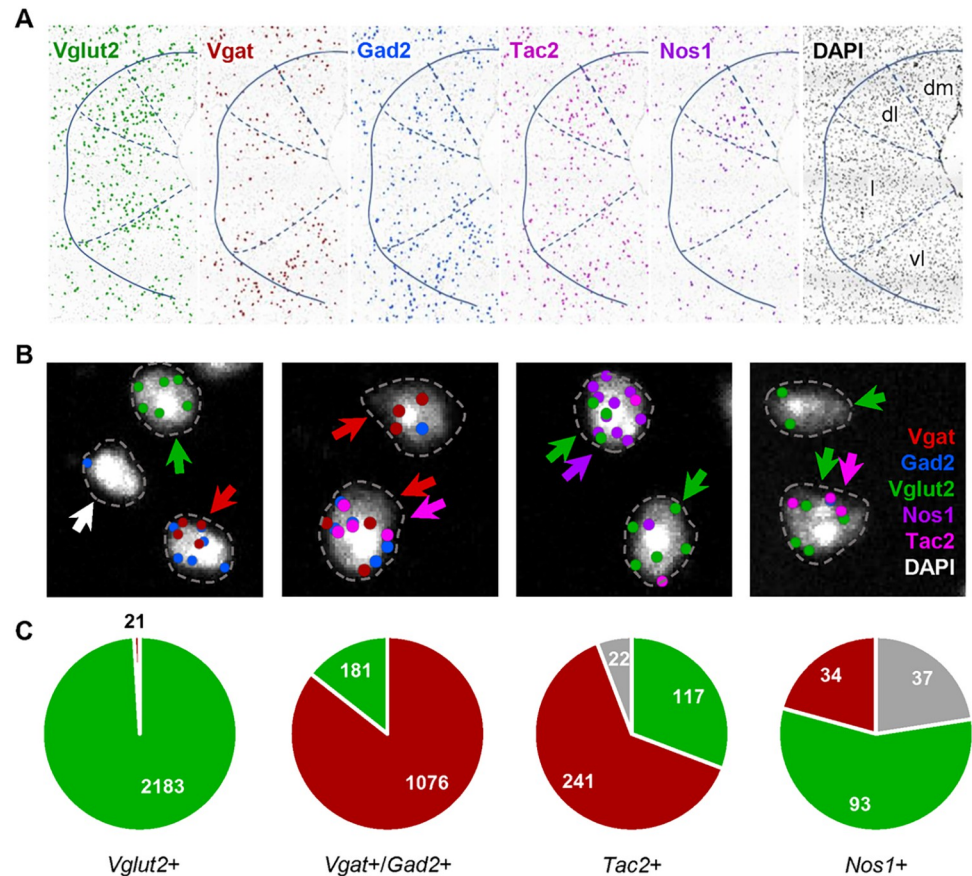 A
Vglut2 Vgat Gad2 Tac2 Nos1 DAPI
dm
dl
l
vl
B
Vgat
Gad2
Vglut2
Nos1
Tac2
DAPI
C
21
2183
181
1076
22
117
241
34
37
93
Vglut2+ Vgat+/Gad2+ Tac2+ Nos1+